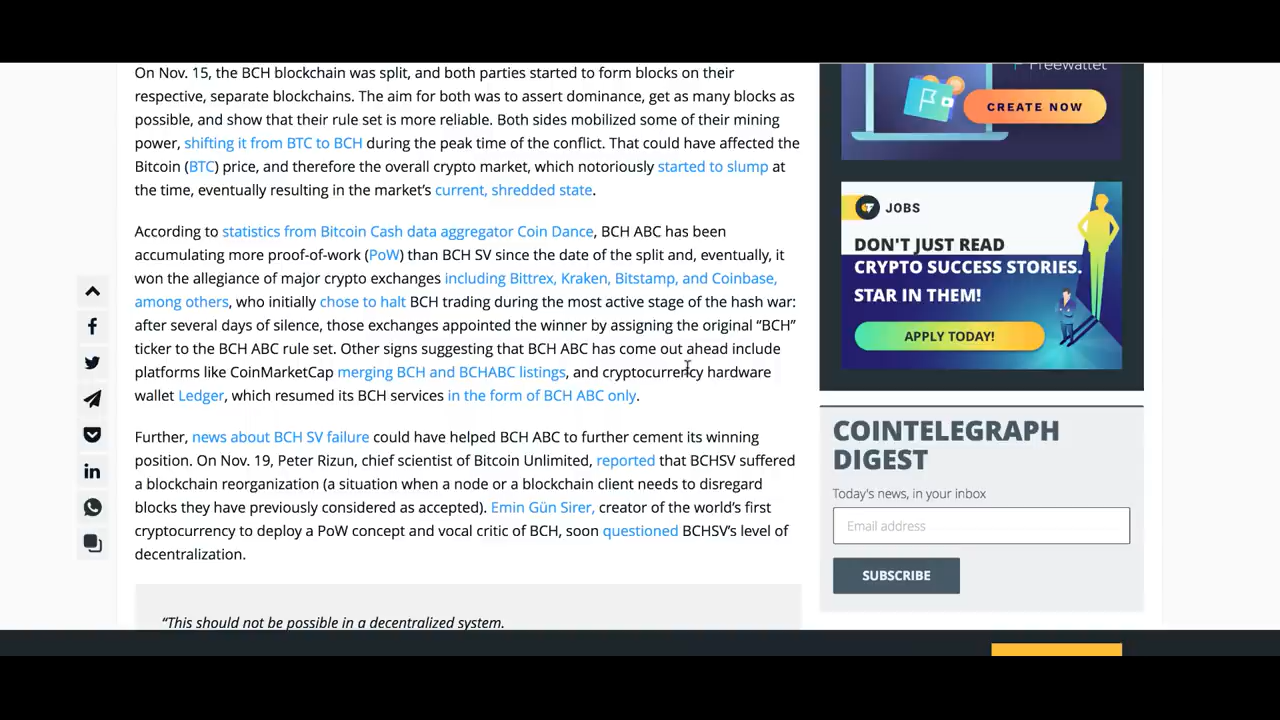 On Nov. 15, the BCH blockchain was split, and both parties started to form blocks on their
respective, separate blockchains. The aim for both was to assert dominance, get as many blocks as
possible, and show that their rule set is more reliable. Both sides mobilized some of their mining
power, shifting it from BTC to BCH during the peak time of the conflict. That could have affected the
Bitcoin (BTC) price, and therefore the overall crypto market, which notoriously started to slump at
the time, eventually resulting in the market's current, shredded state.
According to statistics from Bitcoin Cash data aggregator Coin Dance, BCH ABC has been
accumulating more proof-of-work (PoW) than BCH SV since the date of the split and, eventually, it
won the allegiance of major crypto exchanges including Bittrex, Kraken, Bitstamp, and Coinbase,
among others, who initially chose to halt BCH trading during the most active stage of the hash war:
after several days of silence, those exchanges appointed the winner by assigning the original “BCH”
ticker to the BCH ABC rule set. Other signs suggesting that BCH ABC has come out ahead include
platforms like CoinMarketCap merging BCH and BCHABC listings, and cryptocurrency hardware
wallet Ledger, which resumed its BCH services in the form of BCH ABC only.
Further, news about BCH SV failure could have helped BCH ABC to further cement its winning
position. On Nov. 19, Peter Rizun, chief scientist of Bitcoin Unlimited, reported that BCHSV suffered
a blockchain reorganization (a situation when a node or a blockchain client needs to disregard
blocks they have previously considered as accepted). Emin Gün Sirer, creator of the world's first
cryptocurrency to deploy a PoW concept and vocal critic of BCH, soon questioned BCHSV's level of
decentralization.
“This should not be possible in a decentralized system.
Freewallet
CREATE NOW
JOBS
DON'T JUST READ
CRYPTO SUCCESS STORIES.
STAR IN THEM!
APPLY TODAY!
COINTELEGRAPH
DIGEST
Today's news, in your inbox
Email address
SUBSCRIBE